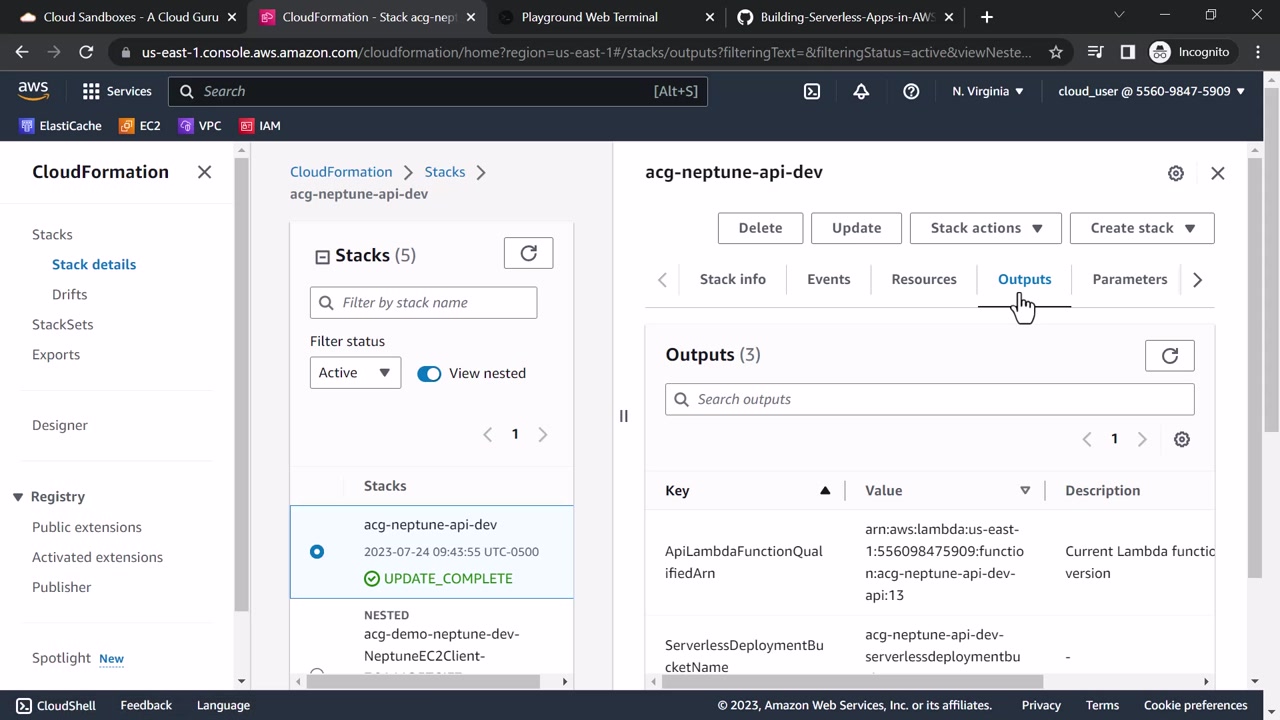 Cloud Sandboxes - A Cloud Guru
CloudFormation - Stack acg-nept
Playground Web Terminal
Building-Serverless-Apps-in-AWS
us-east-1.console.aws.amazon.com/cloudformation/home?region=us-east-1#/stacks/outputs?filteringText=&filteringStatus=active&viewNeste...
Incognito
aws
Services
Search
[Alt+S]
N. Virginia
cloud_user @ 5560-9847-5909
ElastiCache
EC2
VPC
IAM
CloudFormation
Stacks
Stack details
Drifts
StackSets
Exports
Designer
Registry
Public extensions
Activated extensions
Publisher
Spotlight New
CloudFormation
Stacks
acg-neptune-api-dev
Stacks (5)
Filter by stack name
Filter status
Active
View nested
1
Stacks
acg-neptune-api-dev
2023-07-24 09:43:55 UTC-0500
UPDATE_COMPLETE
NESTED
acg-demo-neptune-dev-
NeptuneEC2Client-
acg-neptune-api-dev
Delete
Update
Stack actions
Create stack
Stack info
Events
Resources
Outputs
Parameters
Outputs (3)
Search outputs
1
Key
Value
Description
ApiLambdaFunctionQual
ifiedArn
arn:aws:lambda:us-east-
1:556098475909:functio
n:acg-neptune-api-dev-
api:13
Current Lambda functio
version
ServerlessDeploymentBu
cketName
acg-neptune-api-dev-
serverlessdeploymentbu
-
CloudShell
Feedback
Language
© 2023, Amazon Web Services, Inc. or its affiliates.
Privacy
Terms
Cookie preferences